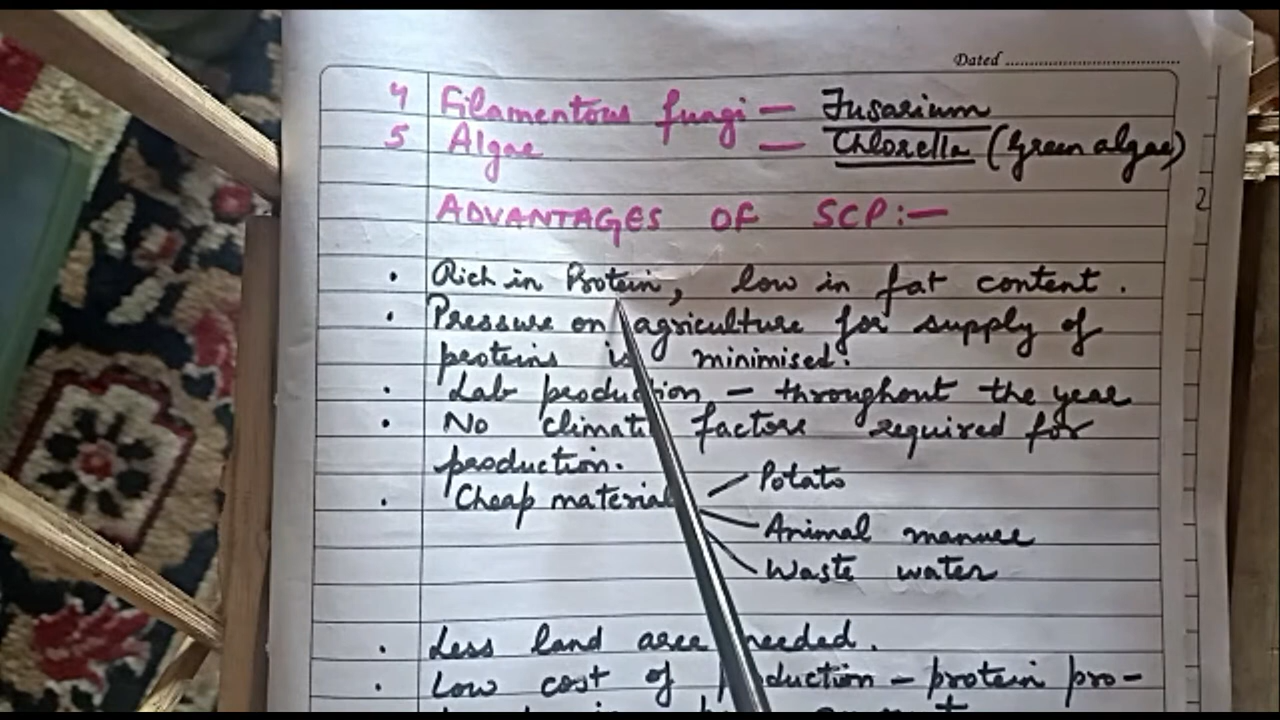 Dated
4 Filamentous fungi — Fusarium
5 Algae — Chlorella (Green algae)
2
ADVANTAGES OF SCP:—
• Rich in Protein, low in fat content.
• Pressure on agriculture for supply of
proteins is minimised.
• Lab production — throughout the year
• No climatic factors required for
production.
• Cheap material
Potato
Animal manure
Waste water
• Less land area needed.
• Low cost of production — protein pro-